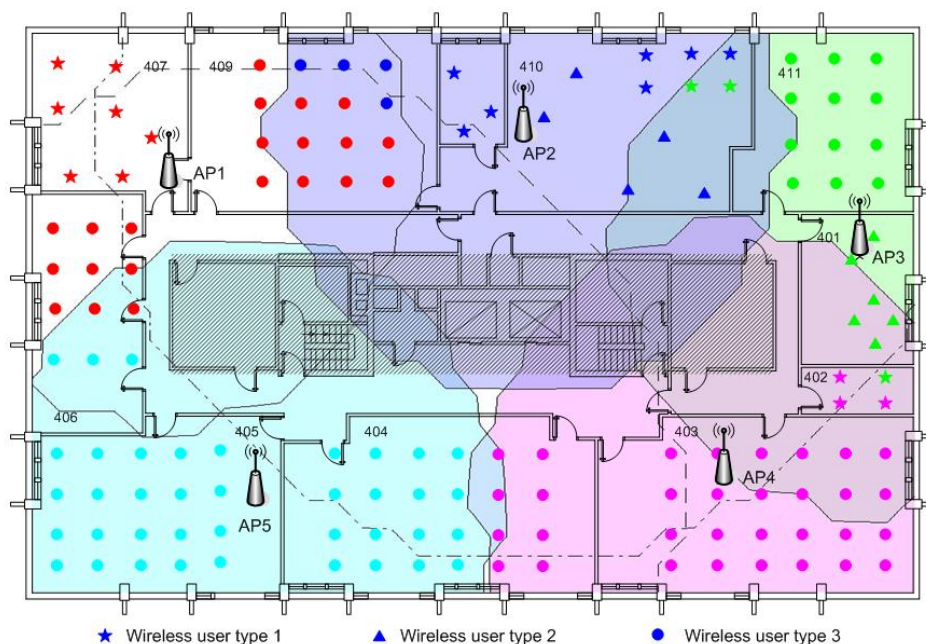 407
409
410
411
AP1
AP2
AP3
401
402
406
405
404
403
AP4
AP5
Wireless user type 1
Wireless user type 2
Wireless user type 3